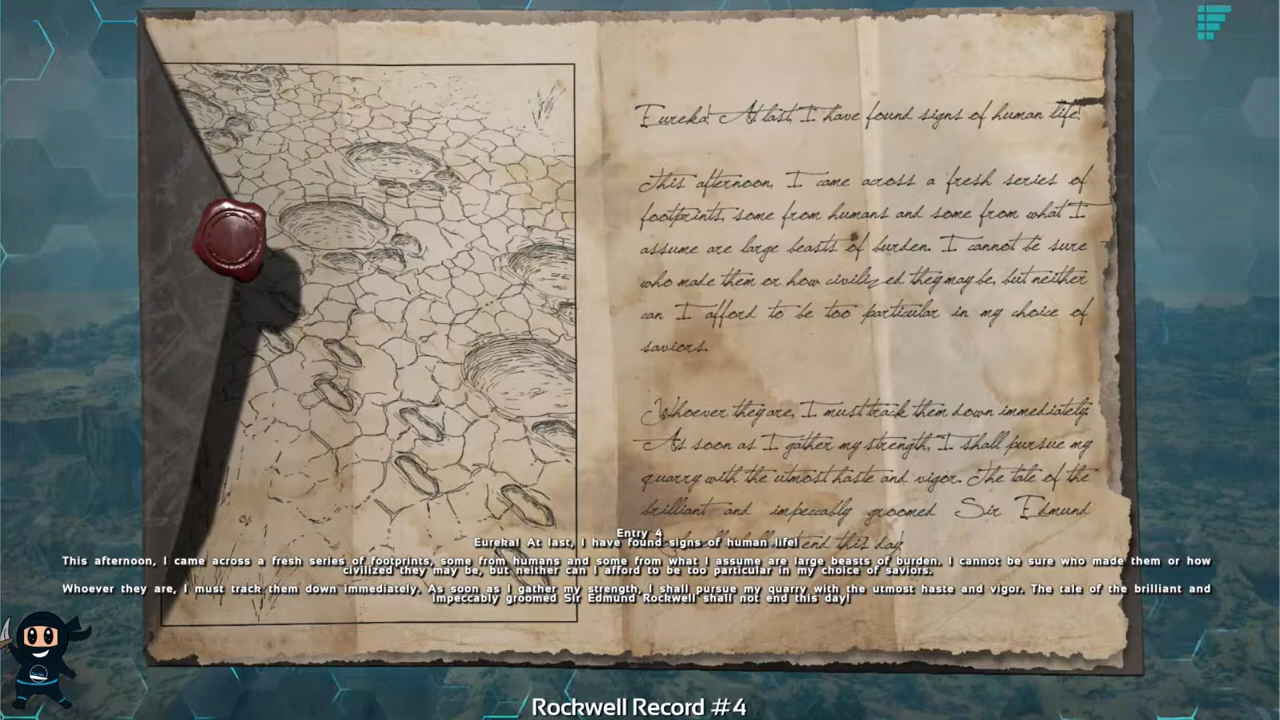 Eureka! At last, I have found signs of human life!
This afternoon, I came across a fresh series of
footprints, some from humans and some from what I
assume are large beasts of burden. I cannot be sure
who made them or how civilized they may be, but neither
can I afford to be too particular in my choice of
saviors.
Whoever they are, I must track them down immediately.
As soon as I gather my strength, I shall pursue my
quarry with the utmost haste and vigor. The tale of the
brilliant and impeccably groomed Sir Edmund
end this day
Entry 4
Eureka! At last, I have found signs of human life!
This afternoon, I came across a fresh series of footprints, some from humans and some from what I assume are large beasts of burden. I cannot be sure who made them or how
civilized they may be, but neither can I afford to be too particular in my choice of saviors.
Whoever they are, I must track them down immediately. As soon as I gather my strength, I shall pursue my quarry with the utmost haste and vigor. The tale of the brilliant and
impeccably groomed Sir Edmund Rockwell shall not end this day!
Rockwell Record #4